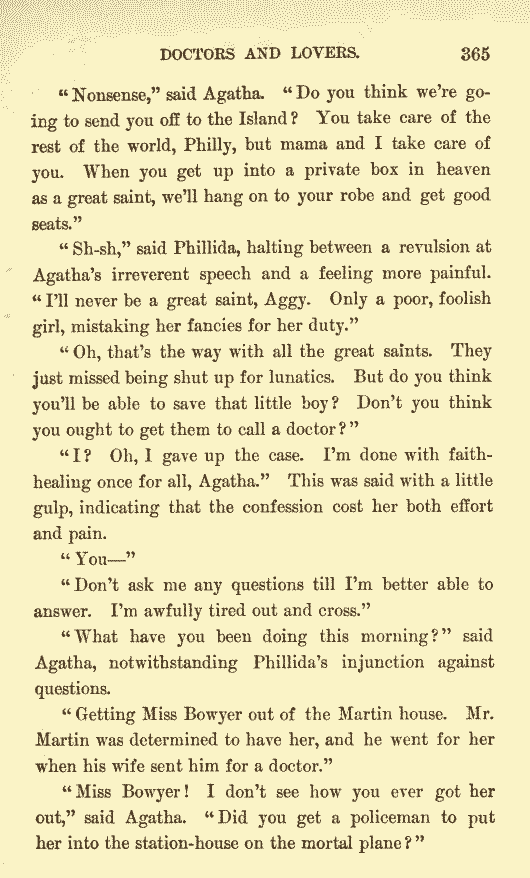 DOCTORS AND LOVERS. 365
"Nonsense," said Agatha. "Do you think we're go-
ing to send you off to the Island? You take care of the
rest of the world, Philly, but mama and I take care of
you. When you get up into a private box in heaven
as a great saint, we'll hang on to your robe and get good
seats."
"Sh-sh," said Phillida, halting between a revulsion at
Agatha's irreverent speech and a feeling more painful.
"I'll never be a great saint, Aggy. Only a poor, foolish
girl, mistaking her fancies for her duty."
"Oh, that's the way with all the great saints. They
just missed being shut up for lunatics. But do you think
you'll be able to save that little boy? Don't you think
you ought to get them to call a doctor?"
"I? Oh, I gave up the case. I'm done with faith-
healing once for all, Agatha." This was said with a little
gulp, indicating that the confession cost her both effort
and pain.
"You—"
"Don't ask me any questions till I'm better able to
answer. I'm awfully tired out and cross."
"What have you been doing this morning?" said
Agatha, notwithstanding Phillida's injunction against
questions.
"Getting Miss Bowyer out of the Martin house. Mr.
Martin was determined to have her, and he went for her
when his wife sent him for a doctor."
"Miss Bowyer! I don't see how you ever got her
out," said Agatha. "Did you get a policeman to put
her into the station-house on the mortal plane?"